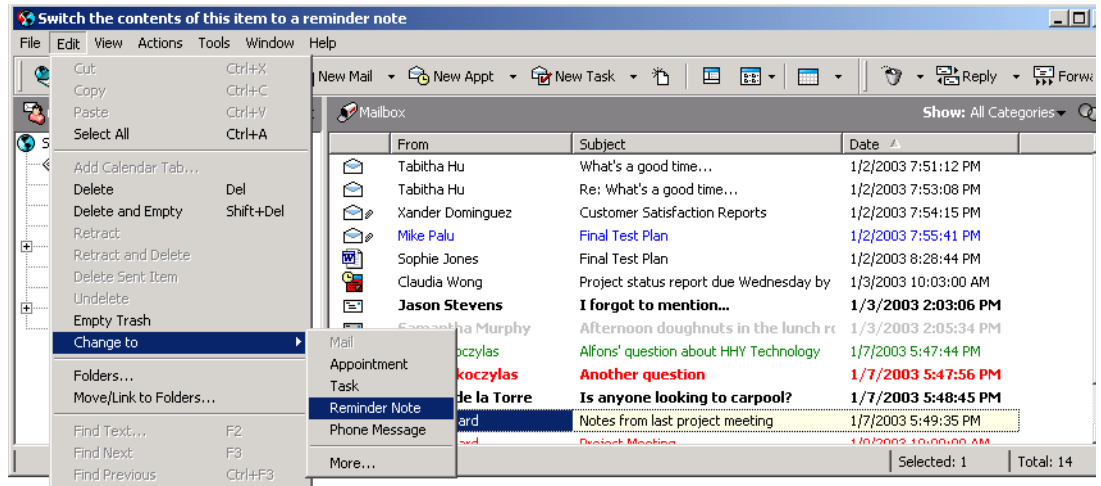 Switch the contents of this item to a reminder note
File Edit View Actions Tools Window Help
New Mail New Appt New Task Reply
Mailbox Show: All Categories
Cut Ctrl+X
Copy Ctrl+C
Paste Ctrl+V
Select All Ctrl+A
Add Calendar Tab...
Delete Del
Delete and Empty Shift+Del
Retract
Retract and Delete
Delete Sent Item
Undelete
Empty Trash
Change to
Folders...
Move/Link to Folders...
Find Text... F2
Find Next F3
Find Previous Ctrl+F3
Mail
Appointment
Task
Reminder Note
Phone Message
More...
From Subject Date
Tabitha Hu What's a good time... 1/2/2003 7:51:12 PM
Tabitha Hu Re: What's a good time... 1/2/2003 7:53:08 PM
Xander Dominguez Customer Satisfaction Reports 1/2/2003 7:54:15 PM
Mike Palu Final Test Plan 1/2/2003 7:55:41 PM
Sophie Jones Final Test Plan 1/2/2003 8:28:44 PM
Claudia Wong Project status report due Wednesday by 1/3/2003 10:03:00 AM
Jason Stevens I forgot to mention... 1/3/2003 2:03:06 PM
Samantha Murphy Afternoon doughnuts in the lunch 1/3/2003 2:05:34 PM
Alfons' question about HHY Technology 1/7/2003 5:47:44 PM
Another question 1/7/2003 5:47:56 PM
de la Torre Is anyone looking to carpool? 1/7/2003 5:48:45 PM
Notes from last project meeting 1/7/2003 5:49:35 PM
Project Meeting
Selected: 1 Total: 14